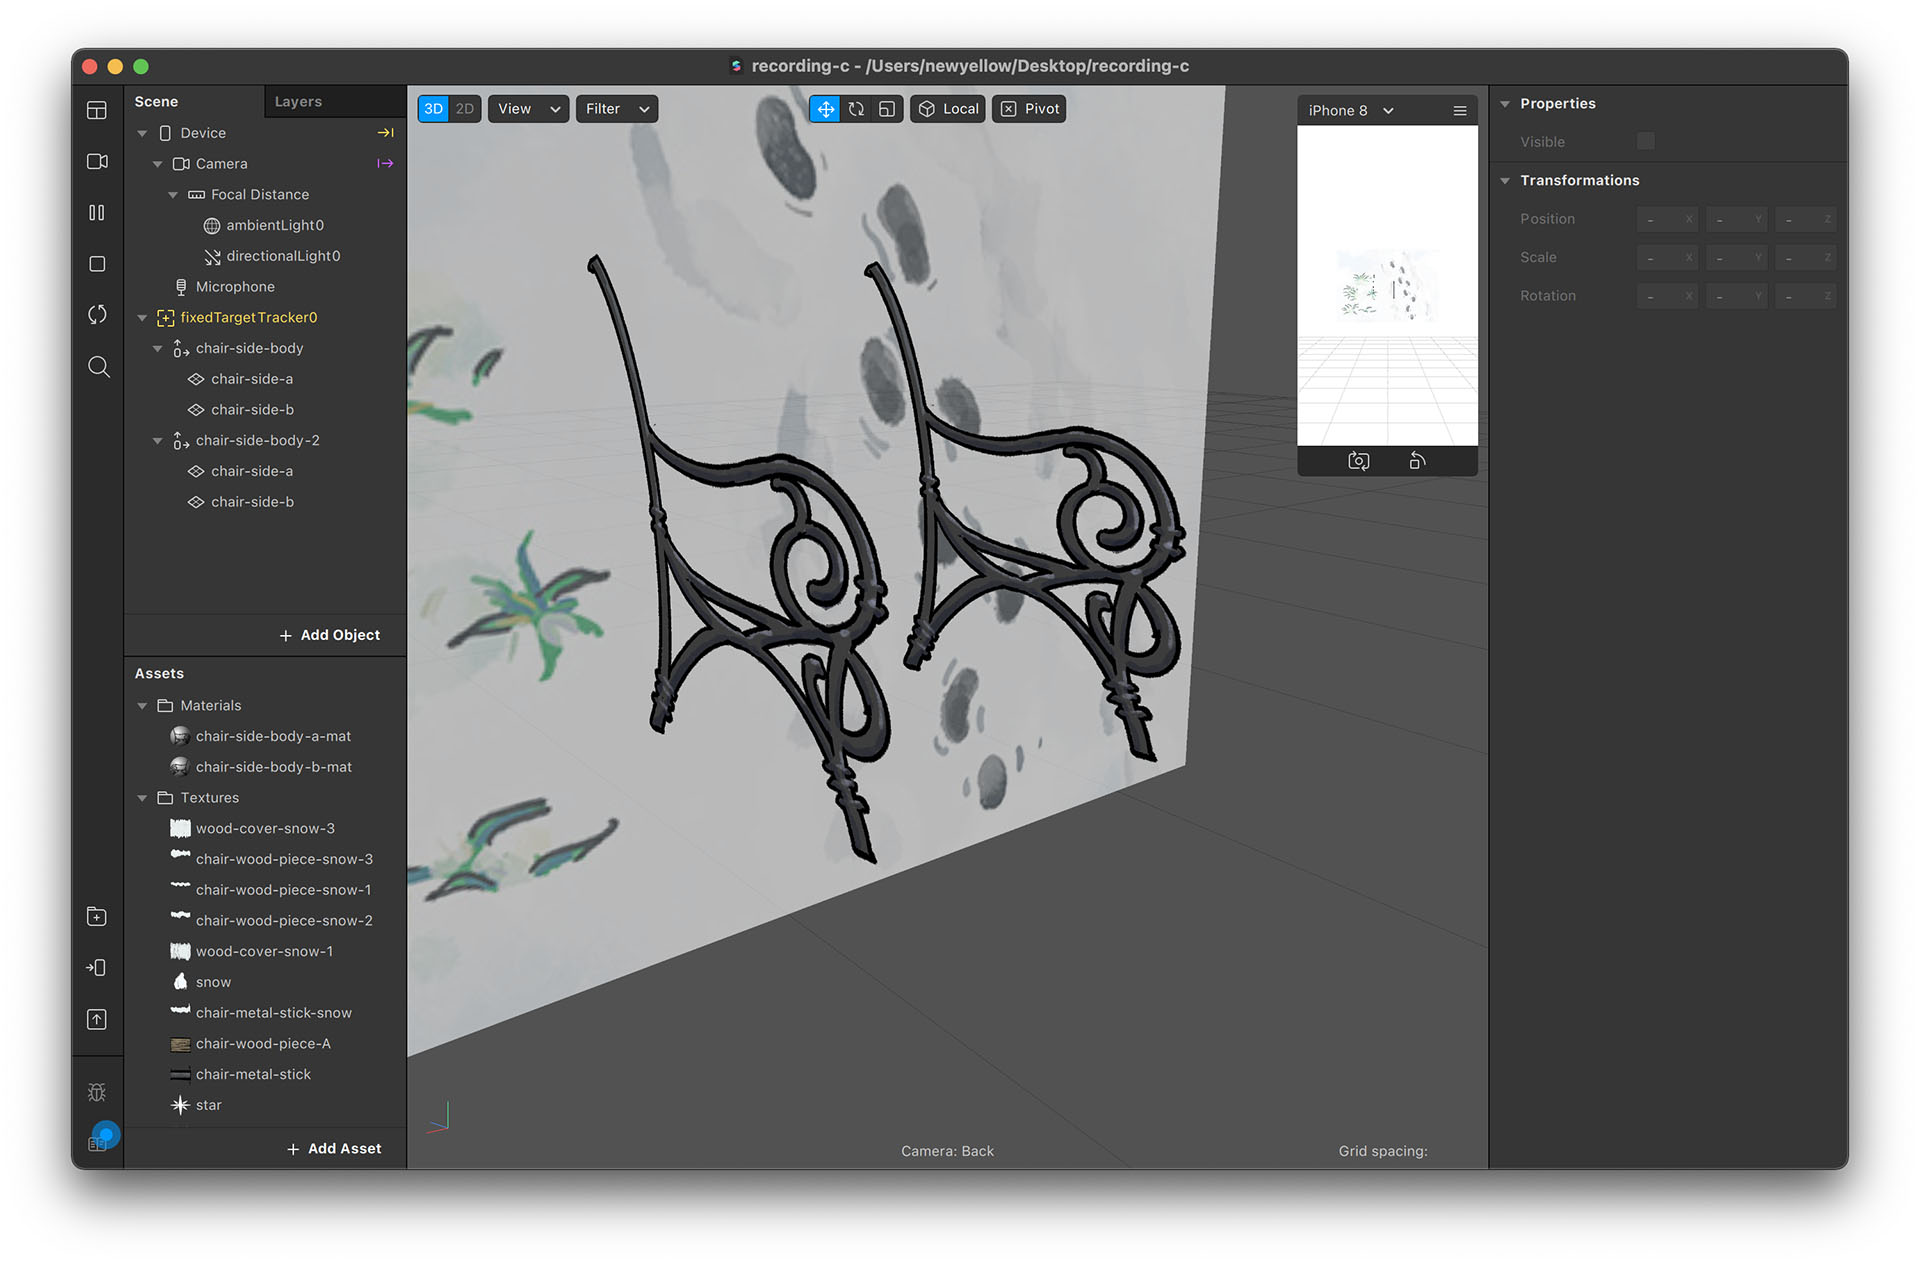 recording-c - /Users/newyellow/Desktop/recording-c
Scene
Layers
Device
Camera
Focal Distance
ambientLight0
directionalLight0
Microphone
fixedTargetTracker0
chair-side-body
chair-side-a
chair-side-b
chair-side-body-2
chair-side-a
chair-side-b
+ Add Object
Assets
Materials
chair-side-body-a-mat
chair-side-body-b-mat
Textures
wood-cover-snow-3
chair-wood-piece-snow-3
chair-wood-piece-snow-1
chair-wood-piece-snow-2
wood-cover-snow-1
snow
chair-metal-stick-snow
chair-wood-piece-A
chair-metal-stick
star
+ Add Asset
3D 2D View Filter Local Pivot
iPhone 8
Camera: Back
Grid spacing:
Properties
Visible
Transformations
Position - X - Y - Z
Scale - X - Y - Z
Rotation - X - Y - Z